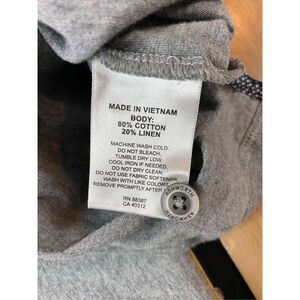 MADE IN VIETNAM
BODY:
80% COTTON
20% LINEN
MACHINE WASH COLD.
DO NOT BLEACH.
TUMBLE DRY LOW.
COOL IRON IF NEEDED.
DO NOT DRY CLEAN.
DO NOT USE FABRIC SOFTENER.
WASH WITH LIKE COLORS.
REMOVE PROMPTLY AFTER
RN 88387
CA 40312
ASHWORTH
ASHWORTH